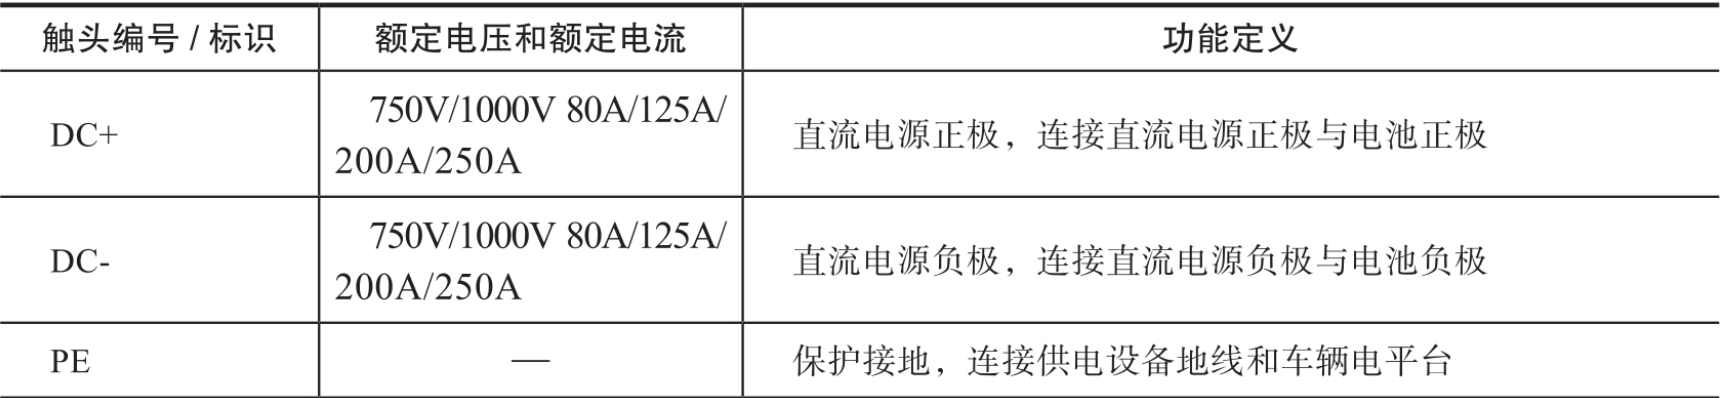 触头编号 / 标识 额定电压和额定电流 功能定义
DC+ 750V/1000V 80A/125A/
200A/250A 直流电源正极，连接直流电源正极与电池正极
DC- 750V/1000V 80A/125A/
200A/250A 直流电源负极，连接直流电源负极与电池负极
PE — 保护接地，连接供电设备地线和车辆电平台